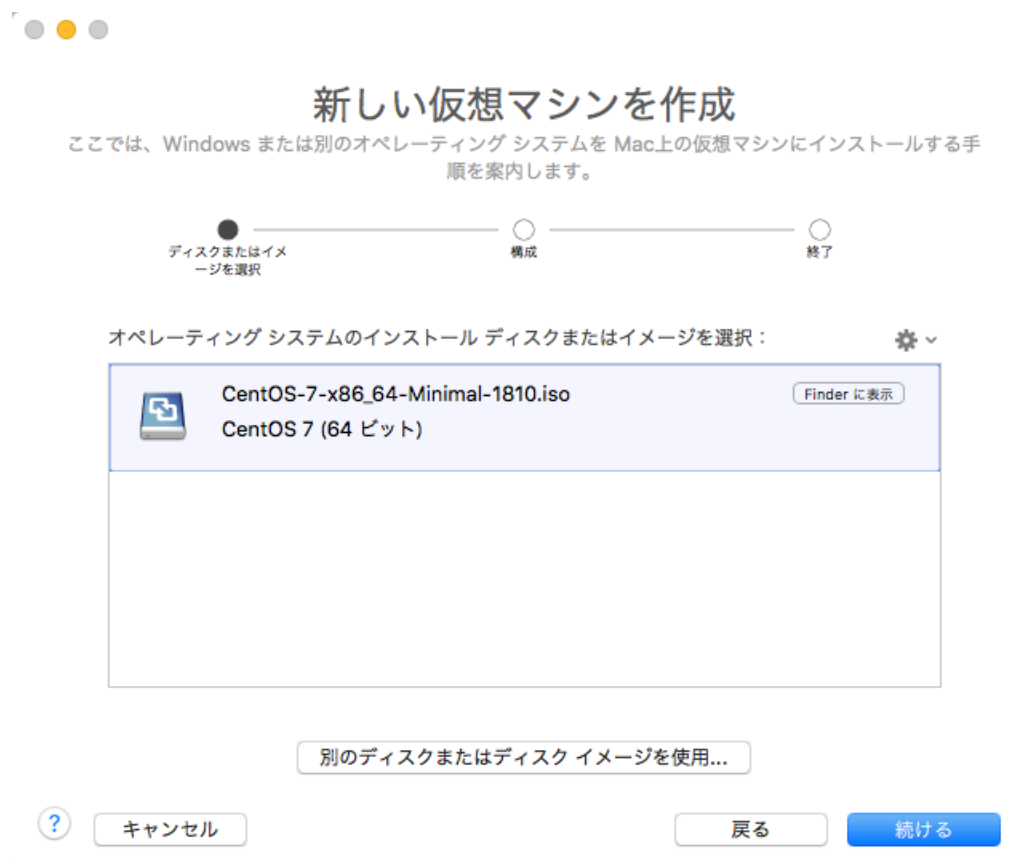 新しい仮想マシンを作成
ここでは、Windows または別のオペレーティング システムを Mac上の仮想マシンにインストールする手
順を案内します。
ディスクまたはイメ
ージを選択
構成
終了
オペレーティング システムのインストール ディスクまたはイメージを選択：
CentOS-7-x86_64-Minimal-1810.iso
Finder に表示
CentOS 7 (64 ビット)
別のディスクまたはディスク イメージを使用...
?
キャンセル
戻る
続ける